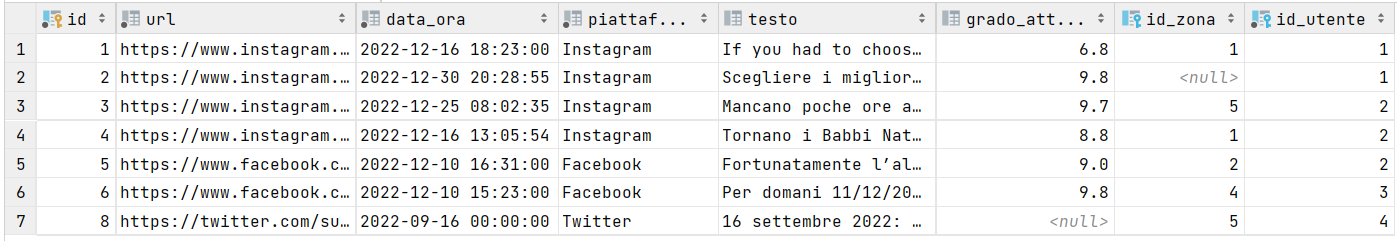 id url data_ora piattaf... testo grado_att... id_zona id_utente
1 1 https://www.instagram.… 2022-12-16 18:23:00 Instagram If you had to choos… 6.8 1 1
2 2 https://www.instagram.… 2022-12-30 20:28:55 Instagram Scegliere i miglior… 9.8 <null> 1
3 3 https://www.instagram.… 2022-12-25 08:02:35 Instagram Mancano poche ore a… 9.7 5 2
4 4 https://www.instagram.… 2022-12-16 13:05:54 Instagram Tornano i Babbi Nat… 8.8 1 2
5 5 https://www.facebook.c… 2022-12-10 16:31:00 Facebook Fortunatamente l’al… 9.0 2 2
6 6 https://www.facebook.c… 2022-12-10 15:23:00 Facebook Per domani 11/12/20… 9.8 4 3
7 8 https://twitter.com/su… 2022-09-16 00:00:00 Twitter 16 settembre 2022: … <null> 5 4